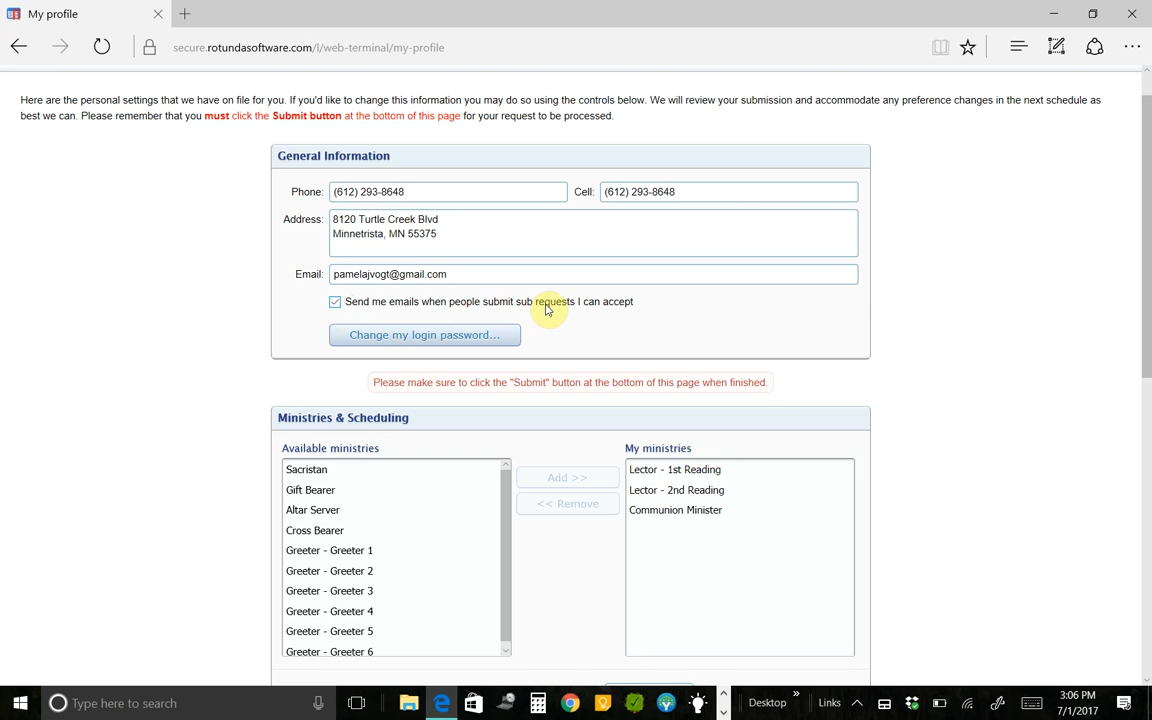 My profile
secure.rotundasoftware.com/l/web-terminal/my-profile
Here are the personal settings that we have on file for you. If you'd like to change this information you may do so using the controls below. We will review your submission and accommodate any preference changes in the next schedule as
best we can. Please remember that you must click the Submit button at the bottom of this page for your request to be processed.
General Information
Phone: (612) 293-8648 Cell: (612) 293-8648
Address: 8120 Turtle Creek Blvd
Minnetrista, MN 55375
Email: pamelajvogt@gmail.com
Send me emails when people submit sub requests I can accept
Change my login password...
Please make sure to click the "Submit" button at the bottom of this page when finished.
Ministries & Scheduling
Available ministries My ministries
Sacristan Lector - 1st Reading
Add >>
Gift Bearer Lector - 2nd Reading
<< Remove
Altar Server Communion Minister
Cross Bearer
Greeter - Greeter 1
Greeter - Greeter 2
Greeter - Greeter 3
Greeter - Greeter 4
Greeter - Greeter 5
Greeter - Greeter 6
Type here to search Desktop Links 3:06 PM
7/1/2017